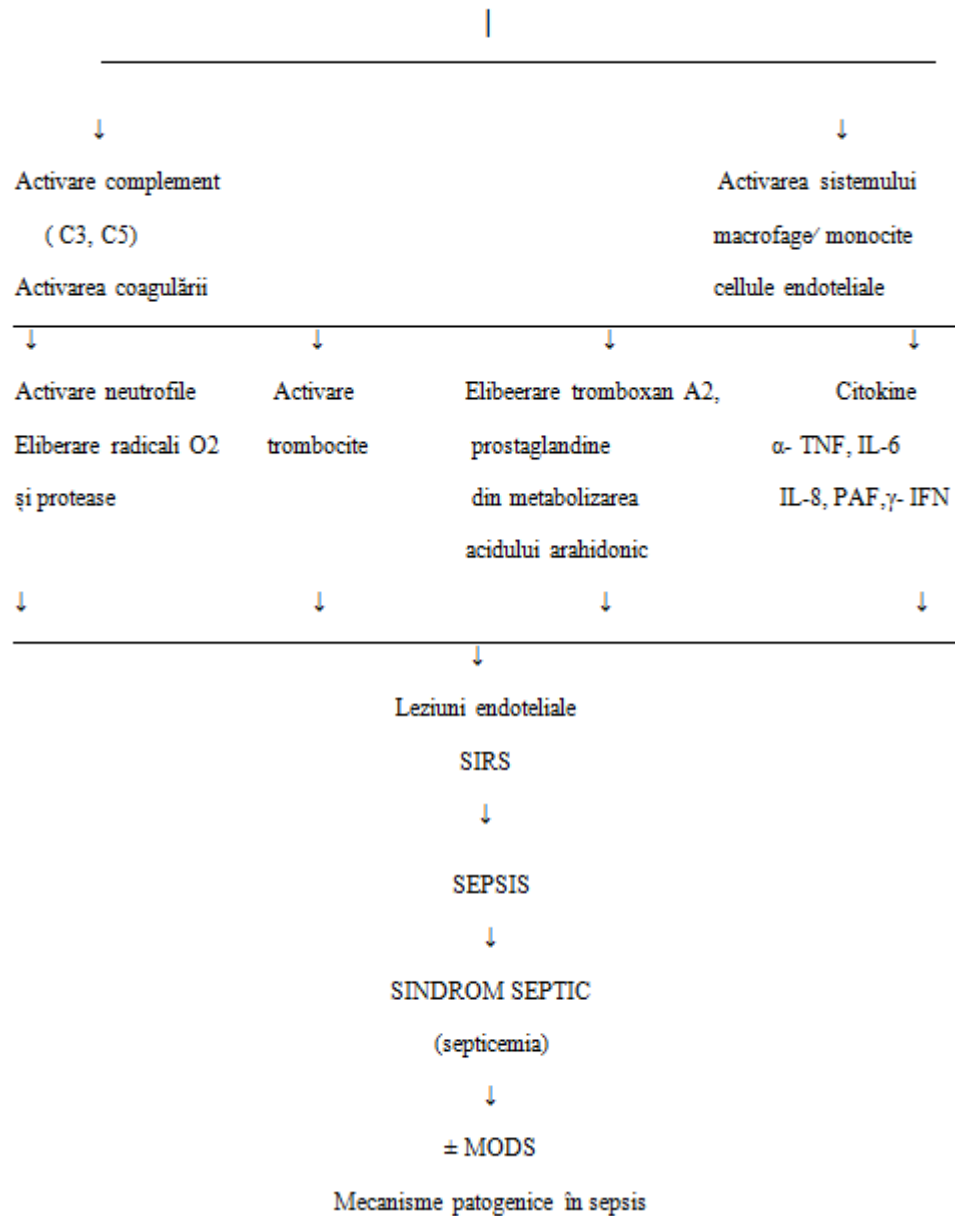 |
↓ ↓
Activare complement Activarea sistemului
( C3, C5) macrofage/ monocite
Activarea coagulării cellule endoteliale
↓ ↓ ↓ ↓
Activare neutrofile Activare Elibeerare tromboxan A2, Citokine
Eliberare radicali O2 trombocite prostaglandine α- TNF, IL-6
și protease din metabolizarea IL-8, PAF,γ- IFN
acidului arahidonic
↓ ↓ ↓ ↓
↓
Leziuni endoteliale
SIRS
↓
SEPSIS
↓
SINDROM SEPTIC
(septicemia)
↓
± MODS
Mecanisme patogenice în sepsis